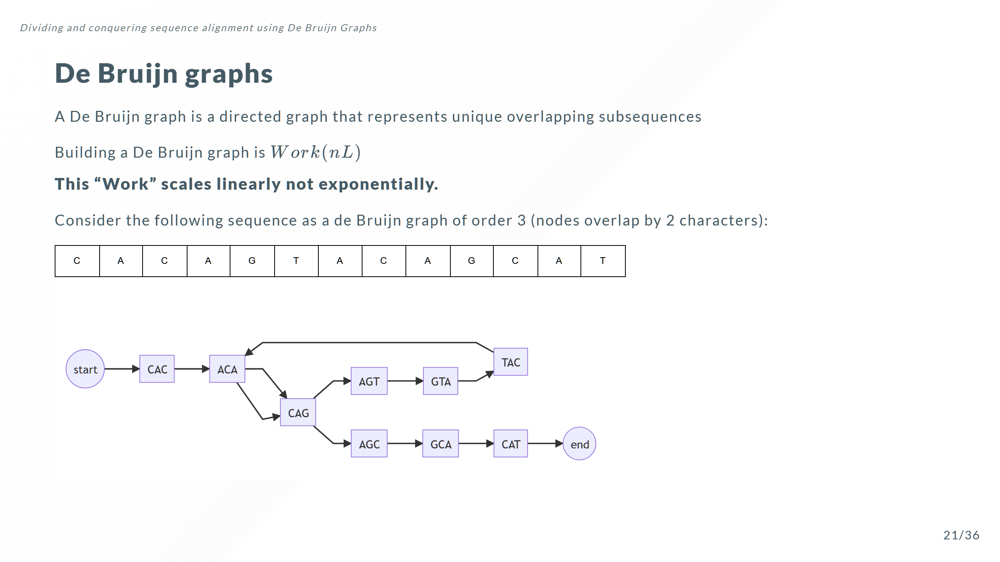 Dividing and conquering sequence alignment using De Bruijn Graphs
De Bruijn graphs
A De Bruijn graph is a directed graph that represents unique overlapping subsequences
Building a De Bruijn graph is Work(nL)
This “Work” scales linearly not exponentially.
Consider the following sequence as a de Bruijn graph of order 3 (nodes overlap by 2 characters):
C A C A G T A C A G C A T
TAC
start CAC ACA
AGT GTA
CAG
AGC GCA CAT end
21/36